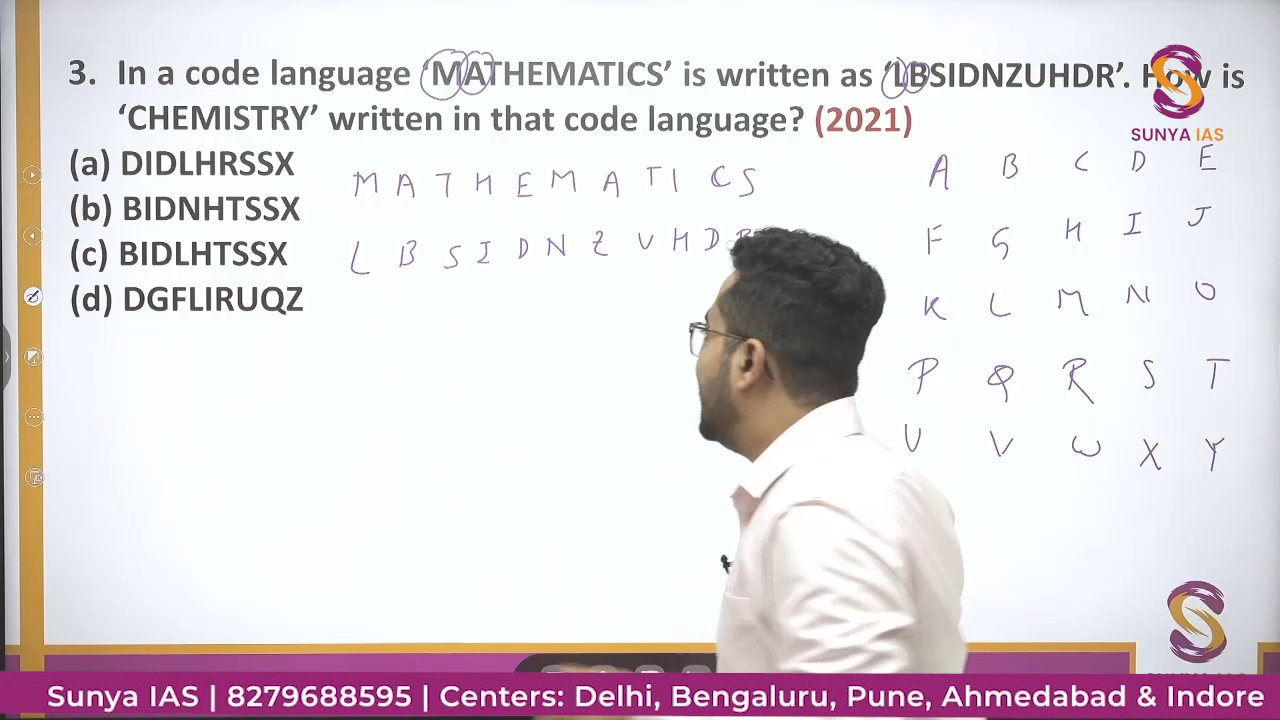 3. In a code language ‘MATHEMATICS’ is written as ‘LBSIDNZUHDR’. How is
‘CHEMISTRY’ written in that code language? (2021)
(a) DIDLHRSSX
(b) BIDNHTSSX
(c) BIDLHTSSX
(d) DGFLIRUQZ
M A T H E M A T I C S
L B S I D N Z U H D
A B C D E
F G H I J
K L M N O
P Q R S T
U V W X Y
SUNYA IAS
Sunya IAS | 8279688595 | Centers: Delhi, Bengaluru, Pune, Ahmedabad & Indore